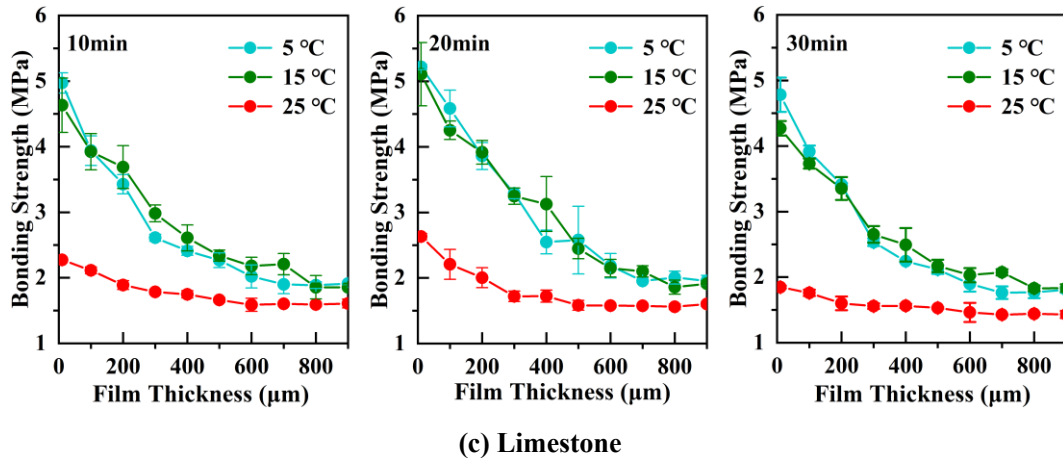 10min
5 °C
15 °C
25 °C
Bonding Strength (MPa)
6
5
4
3
2
1
0 200 400 600 800
Film Thickness (μm)
20min
5 °C
15 °C
25 °C
Bonding Strength (MPa)
6
5
4
3
2
1
0 200 400 600 800
Film Thickness (μm)
30min
5 °C
15 °C
25 °C
Bonding Strength (MPa)
6
5
4
3
2
1
0 200 400 600 800
Film Thickness (μm)
(c) Limestone